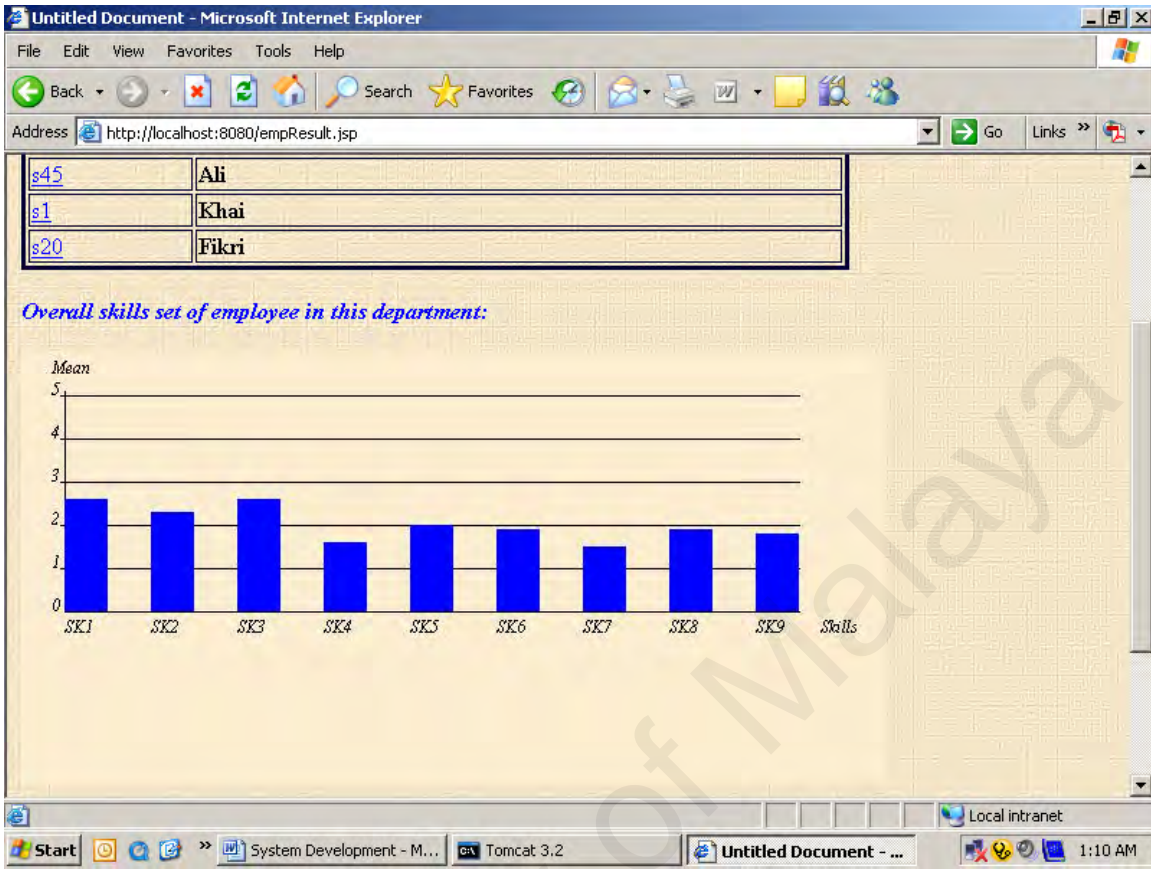 Untitled Document - Microsoft Internet Explorer
File Edit View Favorites Tools Help
Back Search Favorites
Address http://localhost:8080/empResult.jsp Go Links »
s45 Ali
s1 Khai
s20 Fikri
Overall skills set of employee in this department:
Mean
5
4
3
2
1
0
SK1 SK2 SK3 SK4 SK5 SK6 SK7 SK8 SK9 Skills
of Malaya
Local intranet
Start » System Development - M... Tomcat 3.2 Untitled Document - ... 1:10 AM